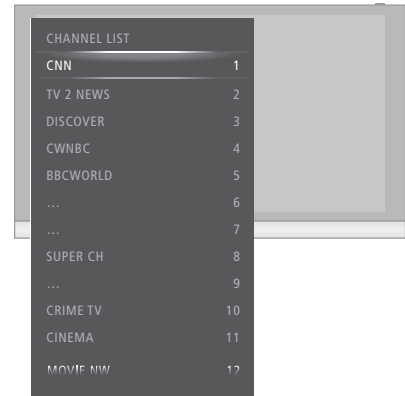 CHANNEL LIST
CNN 1
TV 2 NEWS 2
DISCOVER 3
CWNBC 4
BBCWORLD 5
... 6
... 7
SUPER CH 8
... 9
CRIME TV 10
CINEMA 11
MOVIE NW 12